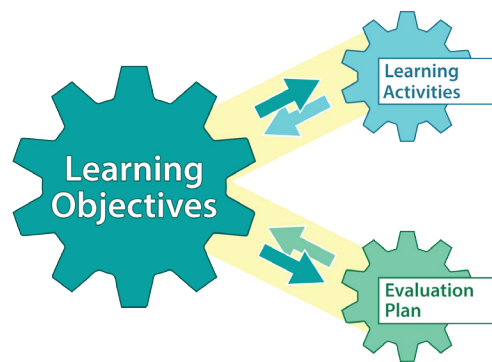 Learning
Objectives
Learning
Activities
Evaluation
Plan